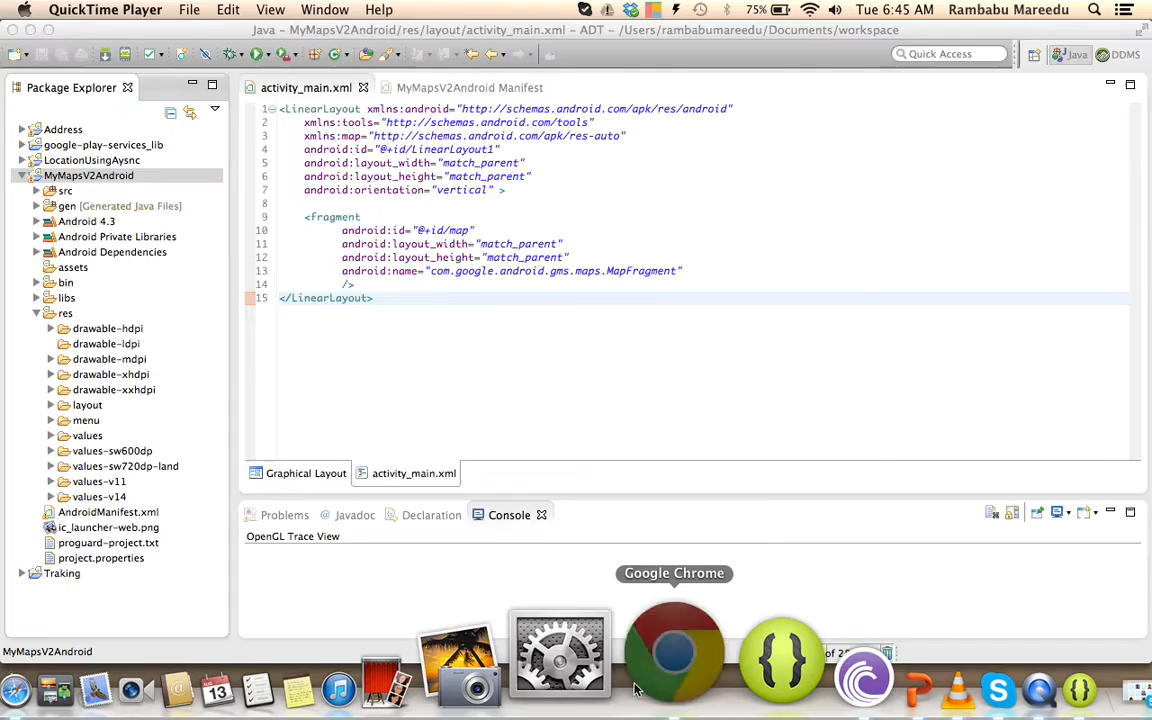 QuickTime Player File Edit View Window Help 75% Tue 6:45 AM Rambabu Mareedu
Java – MyMapsV2Android/res/layout/activity_main.xml – ADT – /Users/rambabumareedu/Documents/workspace
Quick Access Java DDMS
Package Explorer
activity_main.xml MyMapsV2Android Manifest
Address
google-play-services_lib
LocationUsingAysnc
MyMapsV2Android
src
gen [Generated Java Files]
Android 4.3
Android Private Libraries
Android Dependencies
assets
bin
libs
res
drawable-hdpi
drawable-ldpi
drawable-mdpi
drawable-xhdpi
drawable-xxhdpi
layout
menu
values
values-sw600dp
values-sw720dp-land
values-v11
values-v14
AndroidManifest.xml
ic_launcher-web.png
proguard-project.txt
project.properties
Traking
1 <LinearLayout xmlns:android="http://schemas.android.com/apk/res/android"
2 xmlns:tools="http://schemas.android.com/tools"
3 xmlns:map="http://schemas.android.com/apk/res-auto"
4 android:id="@+id/LinearLayout1"
5 android:layout_width="match_parent"
6 android:layout_height="match_parent"
7 android:orientation="vertical" >
8
9 <fragment
10 android:id="@+id/map"
11 android:layout_width="match_parent"
12 android:layout_height="match_parent"
13 android:name="com.google.android.gms.maps.MapFragment"
14 />
15 </LinearLayout>
Graphical Layout activity_main.xml
Problems @ Javadoc Declaration Console
OpenGL Trace View
Google Chrome
MyMapsV2Android
{}
AUG
13
{}